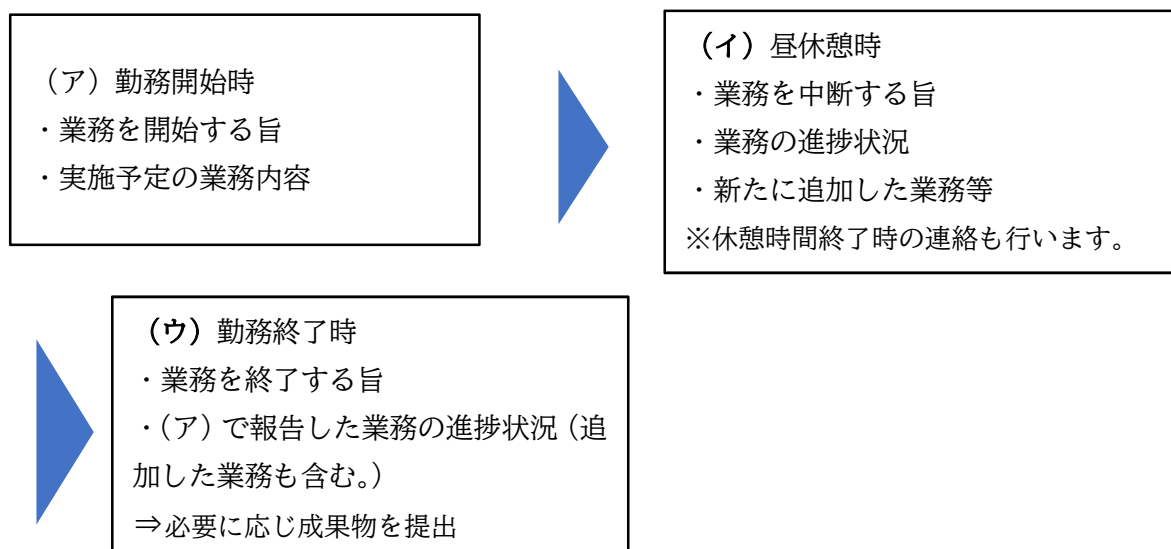 （ア）勤務開始時
・業務を開始する旨
・実施予定の業務内容
（イ）昼休憩時
・業務を中断する旨
・業務の進捗状況
・新たに追加した業務等
※休憩時間終了時の連絡も行います。
（ウ）勤務終了時
・業務を終了する旨
・（ア）で報告した業務の進捗状況（追
加した業務も含む。）
⇒必要に応じ成果物を提出